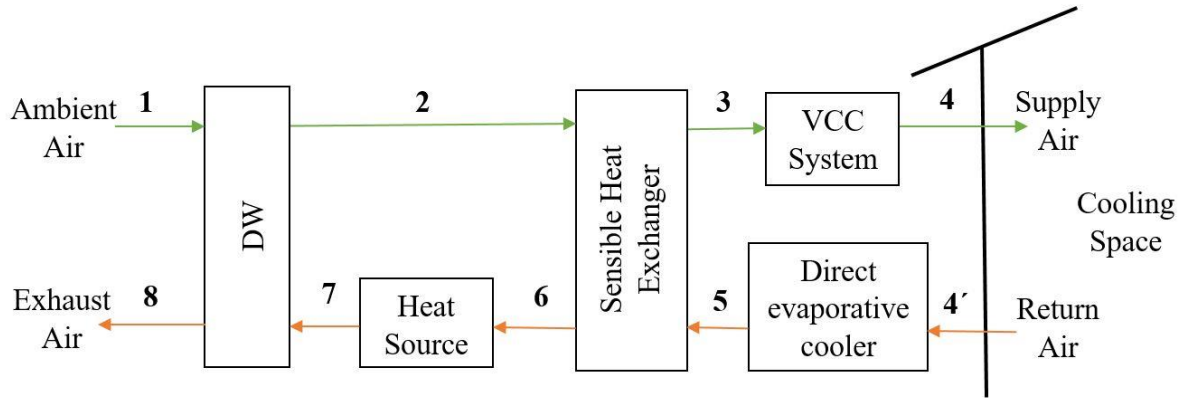 Ambient
Air
1
DW
2
Sensible Heat
Exchanger
3
VCC
System
4
Supply
Air
Cooling
Space
Exhaust
Air
8
7
Heat
Source
6
5
Direct
evaporative
cooler
4´
Return
Air